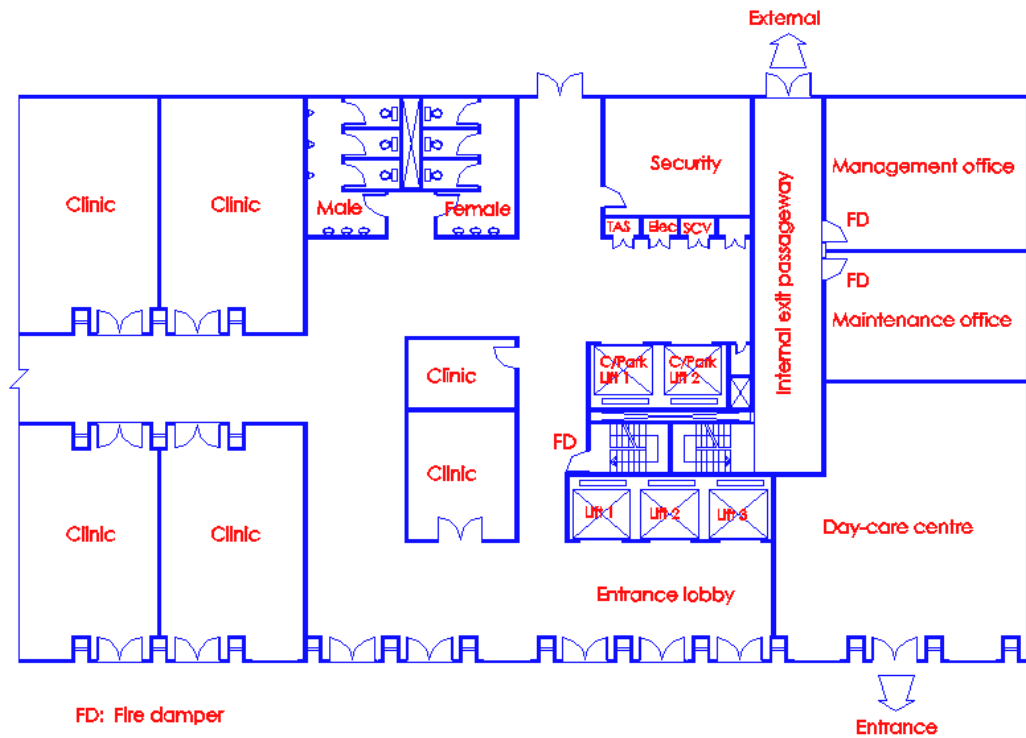 External
Security
Management office
Clinic
Clinic
Male
Female
TAS
Elec
SCV
FD
FD
Internal exit passageway
Maintenance office
Clinic
C/Park
Lift 1
C/Park
Lift 2
FD
Clinic
Clinic
Clinic
Lift 1
Lift 2
Lift 3
Day-care centre
Entrance lobby
FD: Fire damper
Entrance